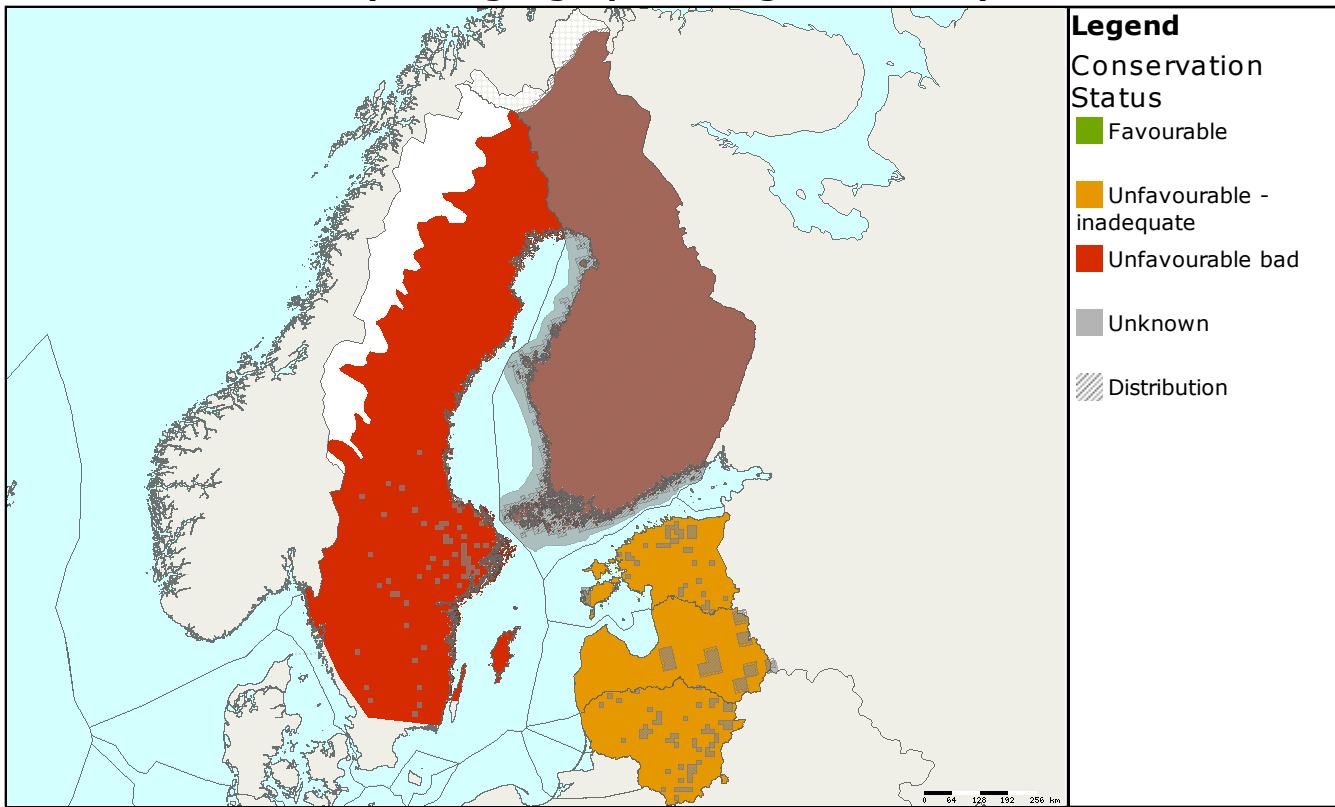 Legend
Conservation
Status
Favourable
Unfavourable -
inadequate
Unfavourable bad
Unknown
Distribution
0 64 128 192 256 km